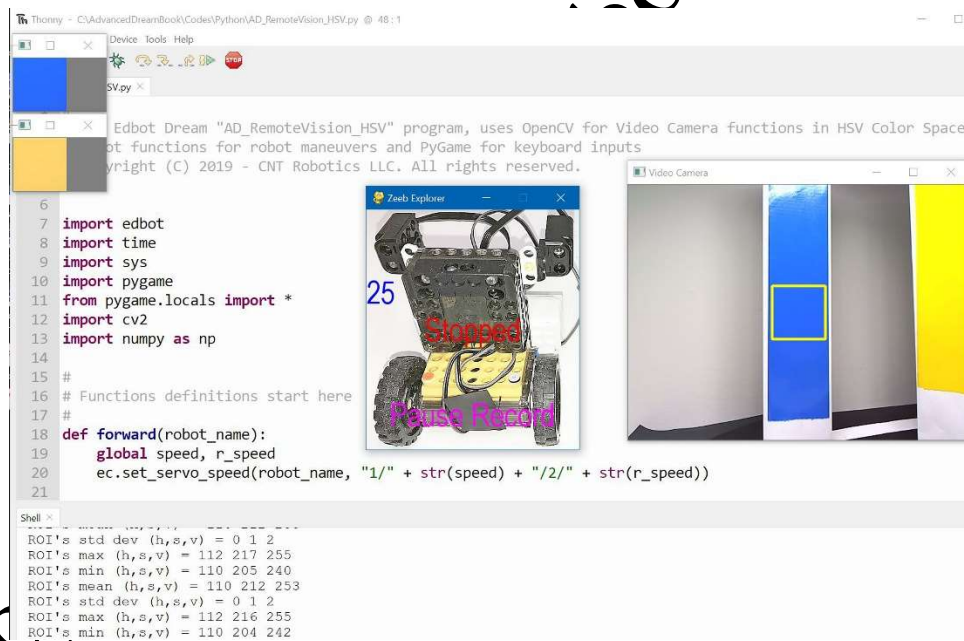 Thonny - C:\AdvancedDreamBook\Codes\Python\AD_RemoteVision_HSV.py @ 48 : 1
Device Tools Help
SV.py
Edbot Dream "AD_RemoteVision_HSV" program, uses OpenCV for Video Camera functions in HSV Color Space
ot functions for robot maneuvers and PyGame for keyboard inputs
yright (C) 2019 - CNT Robotics LLC. All rights reserved.
6
7 import edbot
8 import time
9 import sys
10 import pygame
11 from pygame.locals import *
12 import cv2
13 import numpy as np
14
15 #
16 # Functions definitions start here
17 #
18 def forward(robot_name):
19 global speed, r_speed
20 ec.set_servo_speed(robot_name, "1/" + str(speed) + "/2/" + str(r_speed))
21
Zeeb Explorer
25
Stopped
Pause Record
Video Camera
Shell
ROI's std dev (h,s,v) = 0 1 2
ROI's max (h,s,v) = 112 217 255
ROI's min (h,s,v) = 110 205 240
ROI's mean (h,s,v) = 110 212 253
ROI's std dev (h,s,v) = 0 1 2
ROI's max (h,s,v) = 112 216 255
ROI's min (h,s,v) = 110 204 242